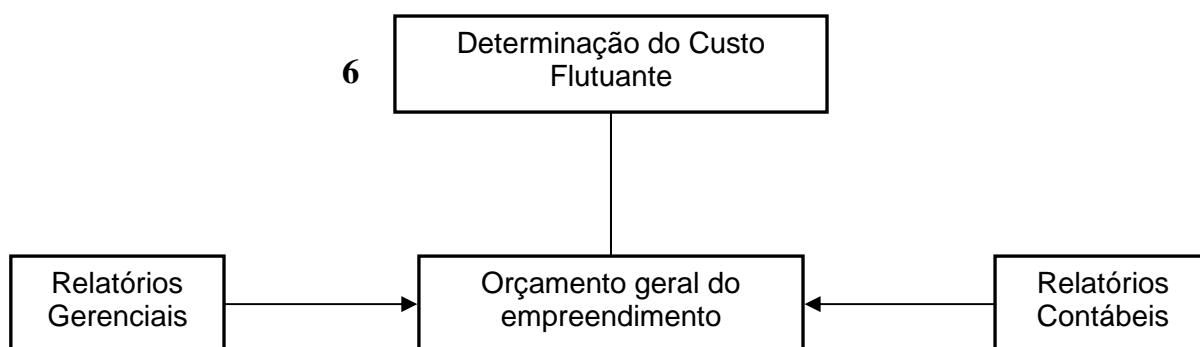 6
Determinação do Custo
Flutuante
Relatórios
Gerenciais
Orçamento geral do
empreendimento
Relatórios
Contábeis